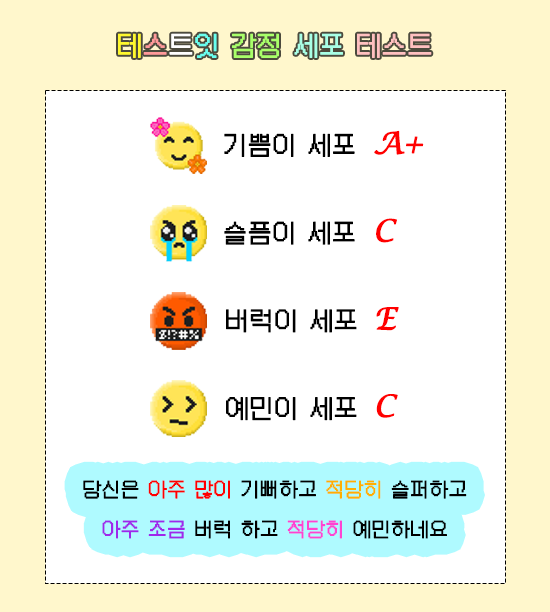 테스트잇 감정 세포 테스트
기쁨이 세포 A+
슬픔이 세포 C
$!?#%
버럭이 세포 E
예민이 세포 C
당신은 아주 많이 기뻐하고 적당히 슬퍼하고
아주 조금 버럭 하고 적당히 예민하네요